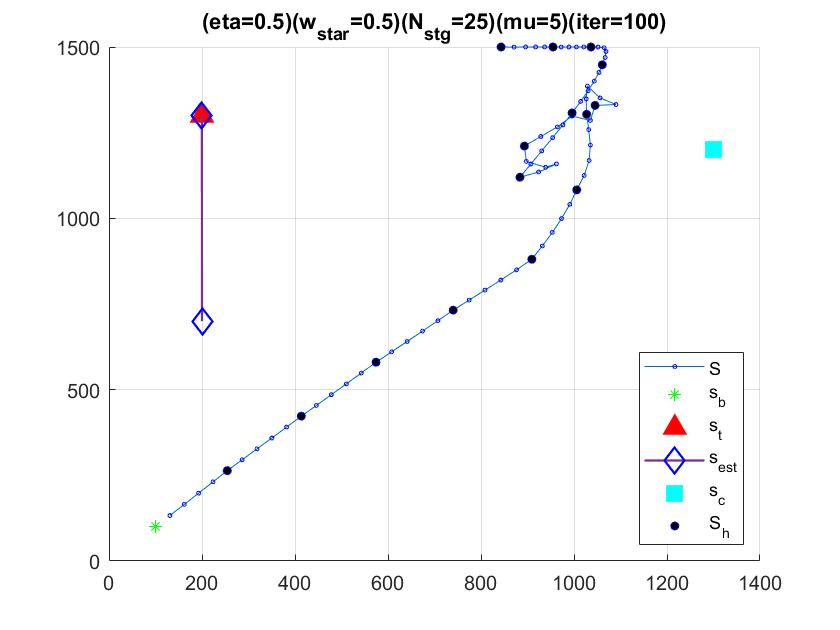 (eta=0.5)(w_star=0.5)(N_stg=25)(mu=5)(iter=100)
1500
1000
500
0
0 200 400 600 800 1000 1200 1400
S
s_b
s_t
s_est
s_c
S_h